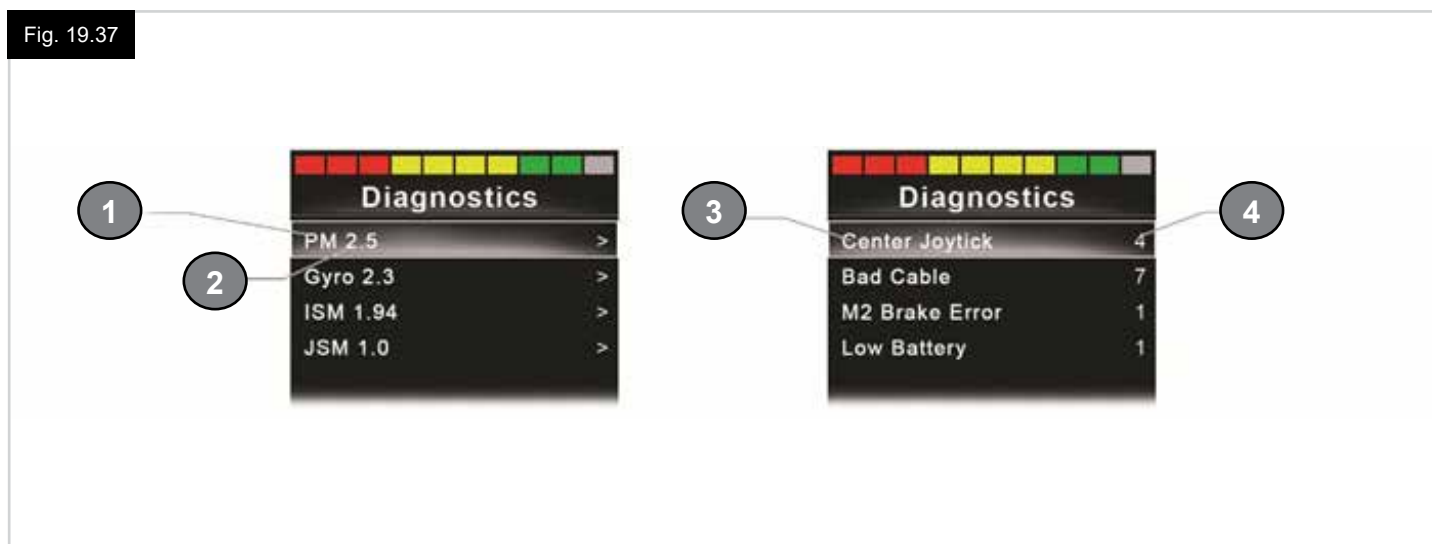 Fig. 19.37
Diagnostics
1
PM 2.5 >
2
Gyro 2.3 >
ISM 1.94 >
JSM 1.0 >
Diagnostics
3
Center Joytick 4
4
Bad Cable 7
M2 Brake Error 1
Low Battery 1